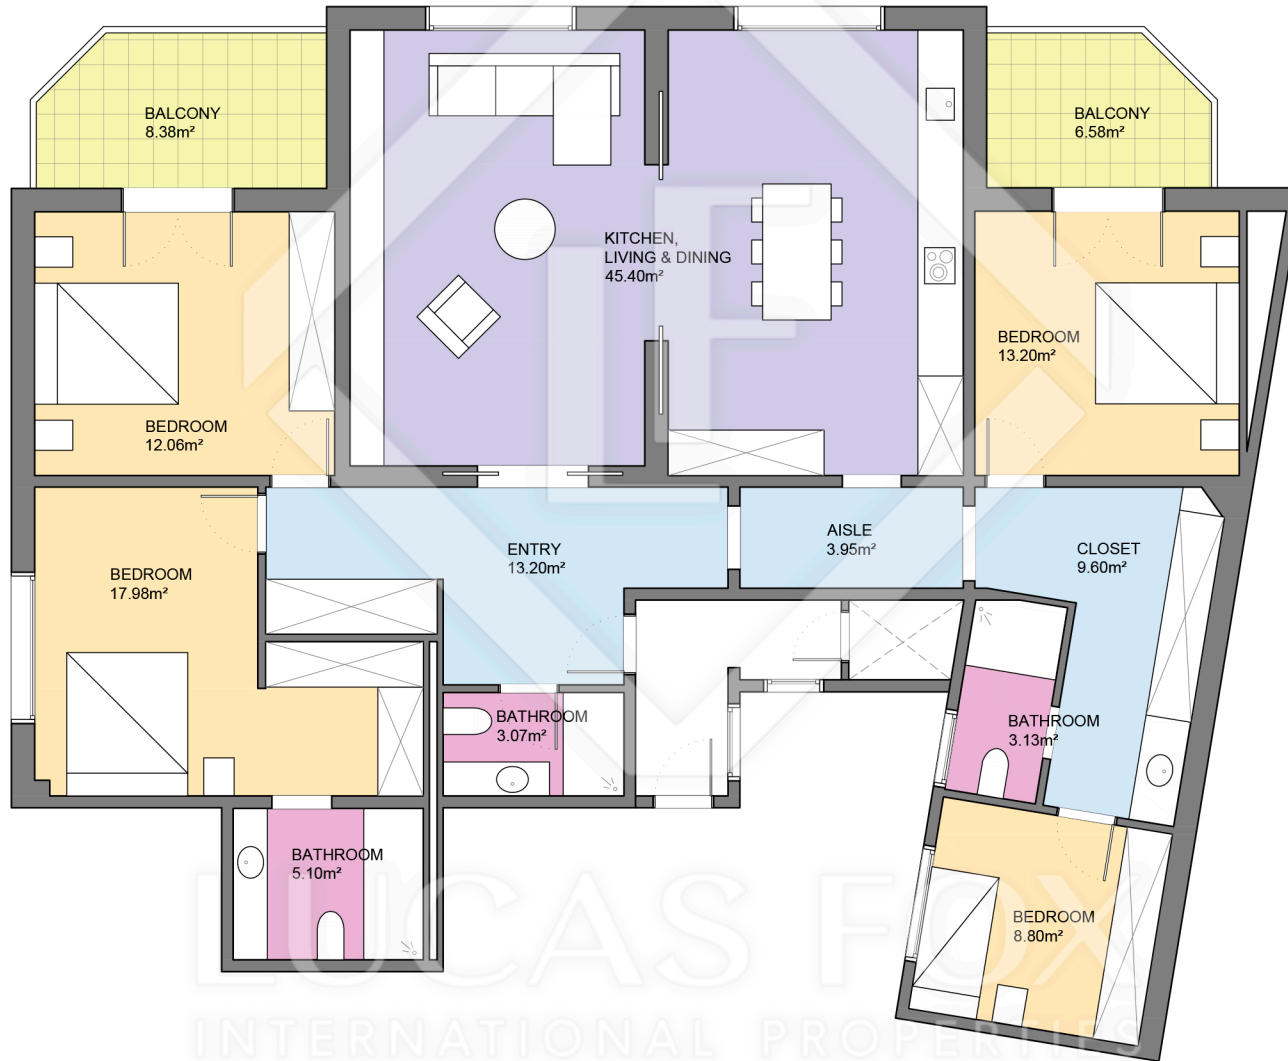 BALCONY
8.38m²
BALCONY
6.58m²
KITCHEN,
LIVING & DINING
45.40m²
BEDROOM
13.20m²
BEDROOM
12.06m²
ENTRY
13.20m²
AISLE
3.95m²
CLOSET
9.60m²
BEDROOM
17.98m²
BATHROOM
3.07m²
BATHROOM
3.13m²
BATHROOM
5.10m²
BEDROOM
8.80m²
LUCAS FOX
INTERNATIONAL PROPERTIES